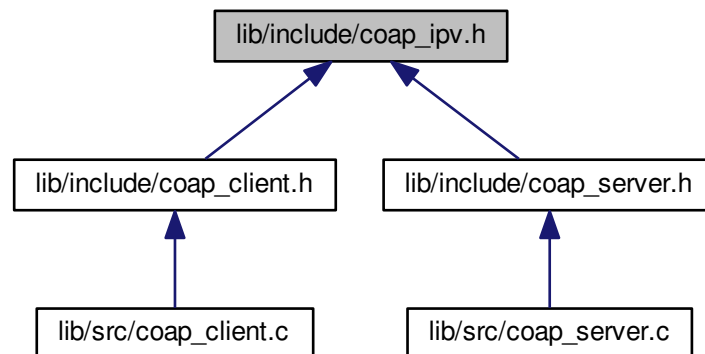 lib/include/coap_ipv.h
lib/include/coap_client.h
lib/include/coap_server.h
lib/src/coap_client.c
lib/src/coap_server.c